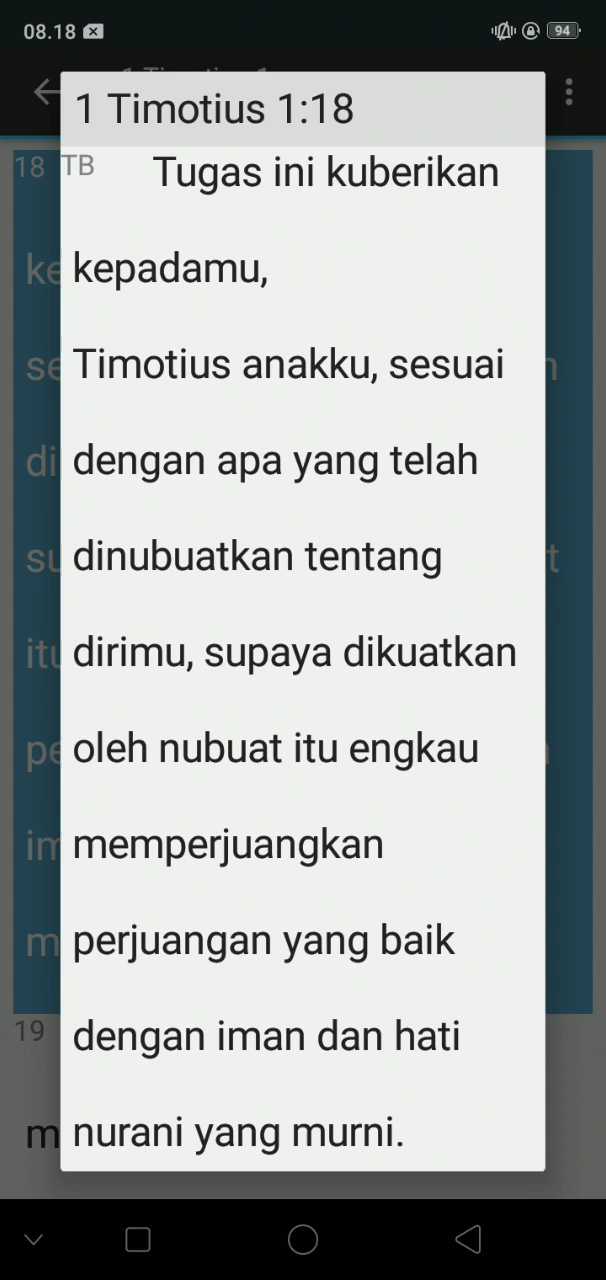 08.18
94
1 Timotius 1:18
18 TB Tugas ini kuberikan
kepadamu,
Timotius anakku, sesuai
dengan apa yang telah
dinubuatkan tentang
dirimu, supaya dikuatkan
oleh nubuat itu engkau
memperjuangkan
perjuangan yang baik
dengan iman dan hati
nurani yang murni.
19